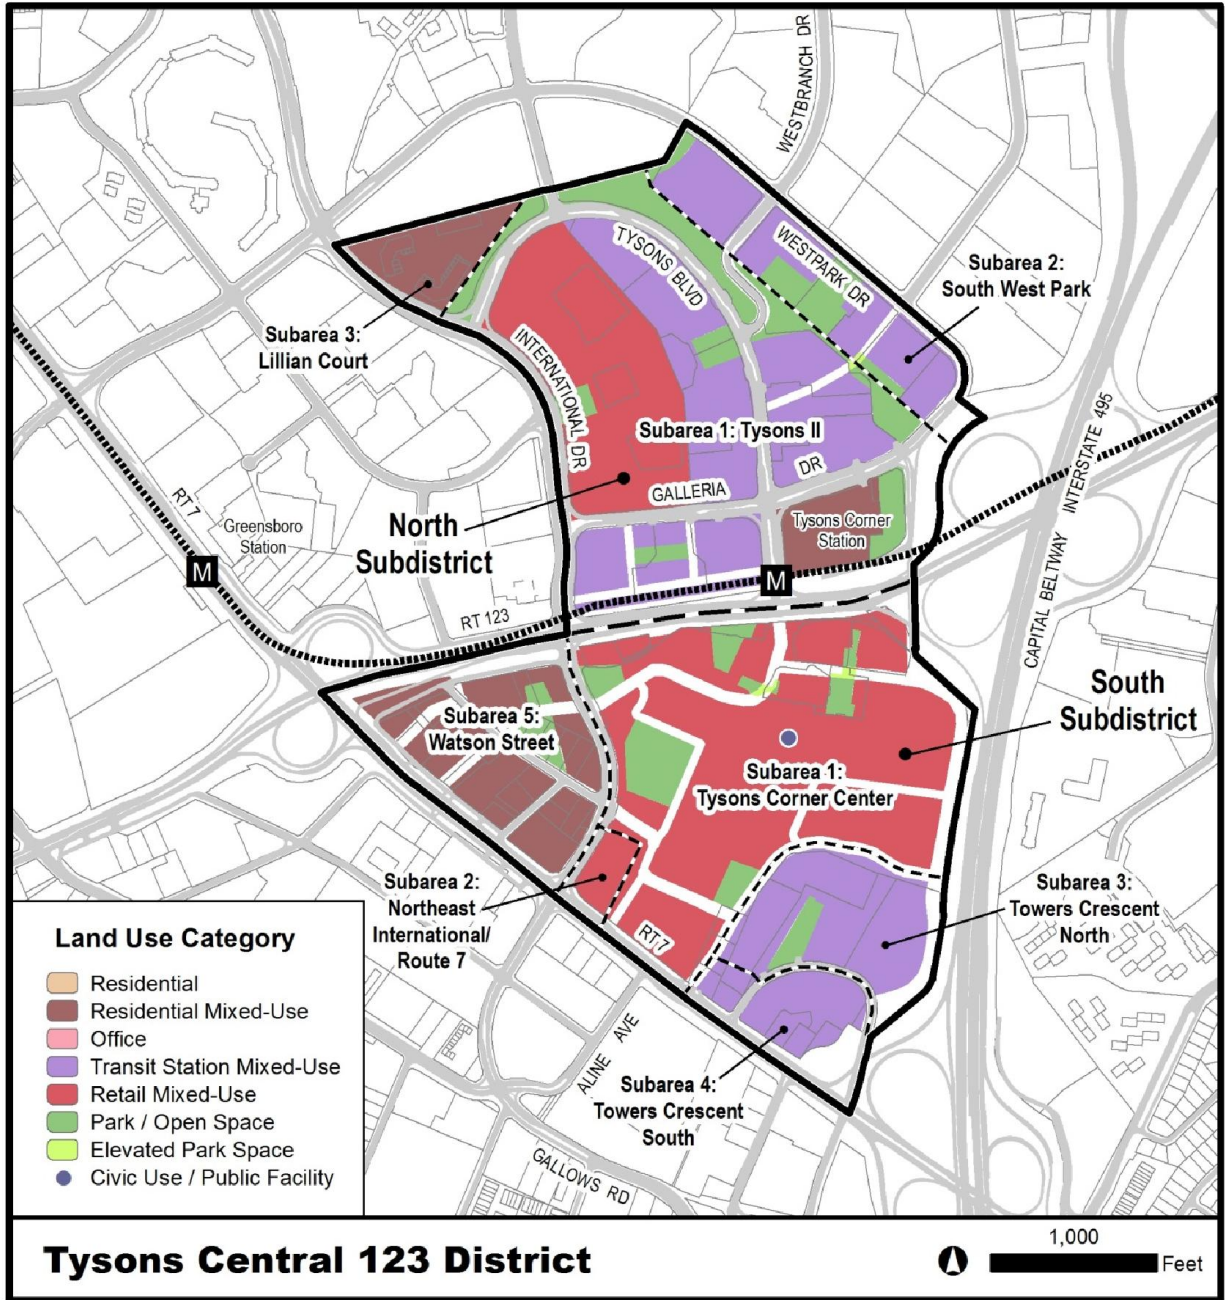 WESTBRANCH DR
TYSONS BLVD
WESTPARK DR
Subarea 2:
South West Park
Subarea 3:
Lillian Court
INTERNATIONAL DR
Subarea 1: Tysons II
INTERSTATE 495
CAPITAL BELTWAY
GALLERIA DR
RT 7
Greensboro
Station
M
North
Subdistrict
Tysons Corner
Station
M
RT 123
South
Subdistrict
Subarea 5:
Watson Street
Subarea 1:
Tysons Corner Center
Subarea 2:
Northeast
International/
Route 7
RT 7
Subarea 3:
Towers Crescent
North
ALINE AVE
Subarea 4:
Towers Crescent
South
GALLOWS RD
Land Use Category
Residential
Residential Mixed-Use
Office
Transit Station Mixed-Use
Retail Mixed-Use
Park / Open Space
Elevated Park Space
Civic Use / Public Facility
Tysons Central 123 District
1,000
Feet